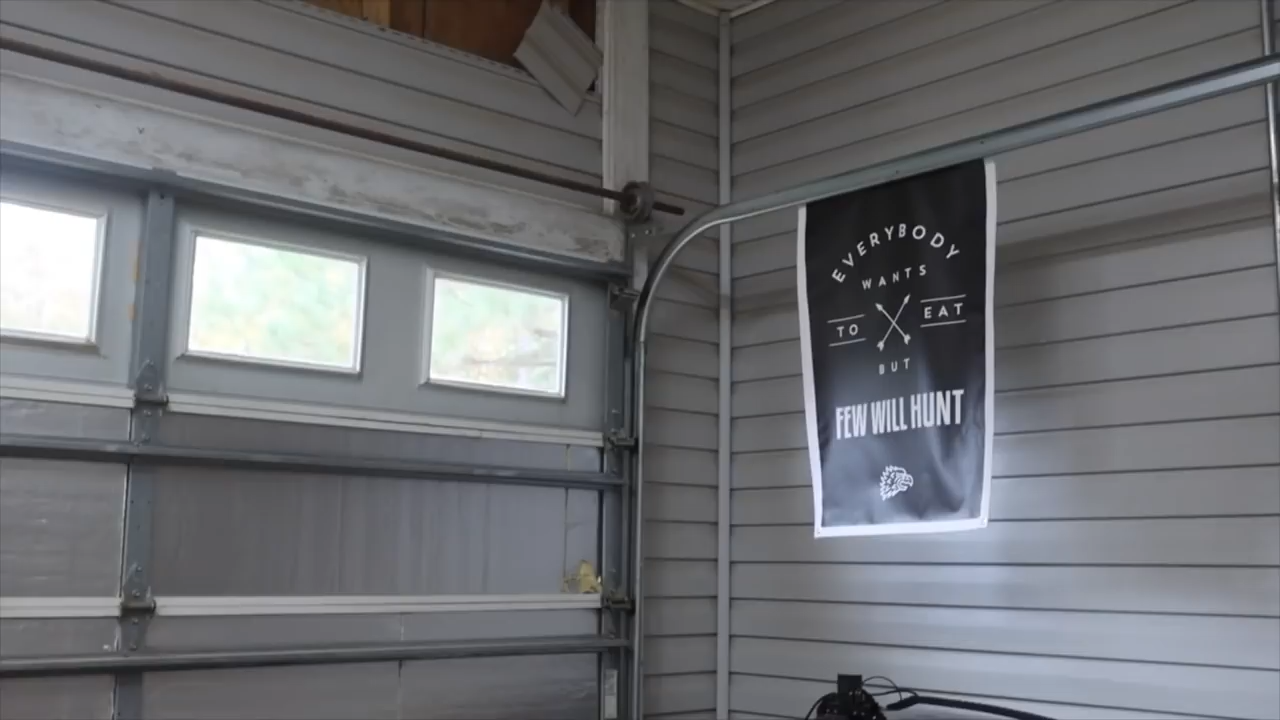 EVERYBODY
WANTS
TO EAT
BUT
FEW WILL HUNT